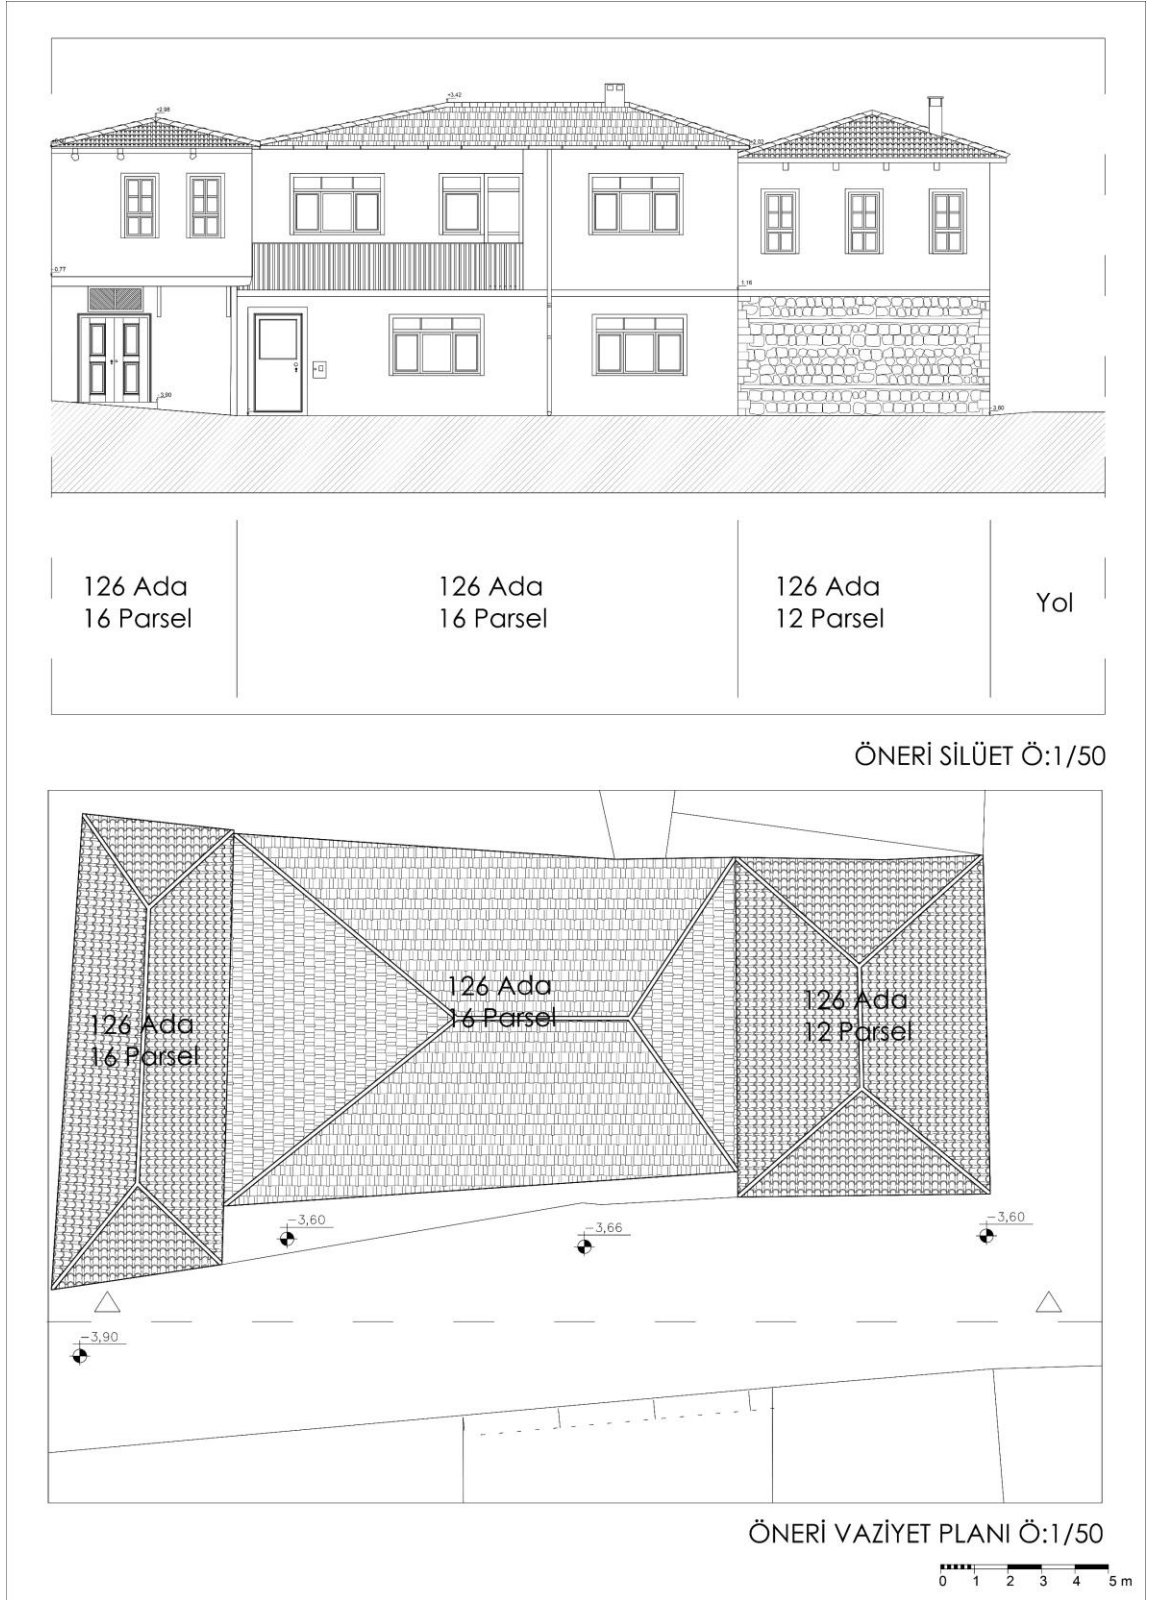 +2,98
+3,42
-0,77
1,16
-3,90
-3,60
126 Ada
16 Parsel
126 Ada
16 Parsel
126 Ada
12 Parsel
Yol
ÖNERİ SİLÜET Ö:1/50
126 Ada
16 Parsel
126 Ada
16 Parsel
126 Ada
12 Parsel
-3,60
-3,66
-3,60
-3,90
ÖNERİ VAZİYET PLANI Ö:1/50
0 1 2 3 4 5 m